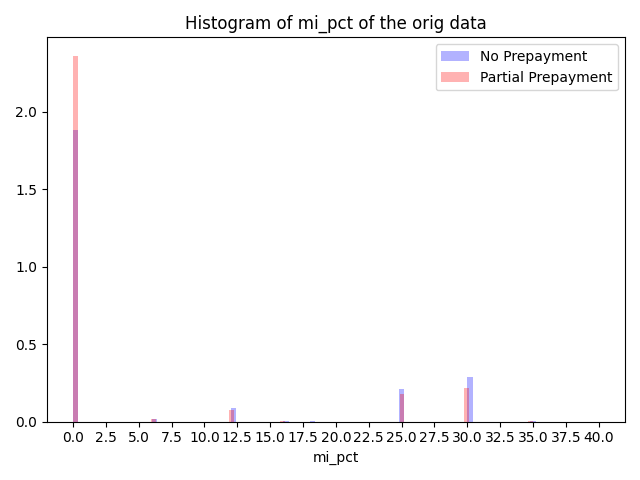 Histogram of mi_pct of the orig data
No Prepayment
Partial Prepayment
2.0
1.5
1.0
0.5
0.0
0.0 2.5 5.0 7.5 10.0 12.5 15.0 17.5 20.0 22.5 25.0 27.5 30.0 32.5 35.0 37.5 40.0
mi_pct